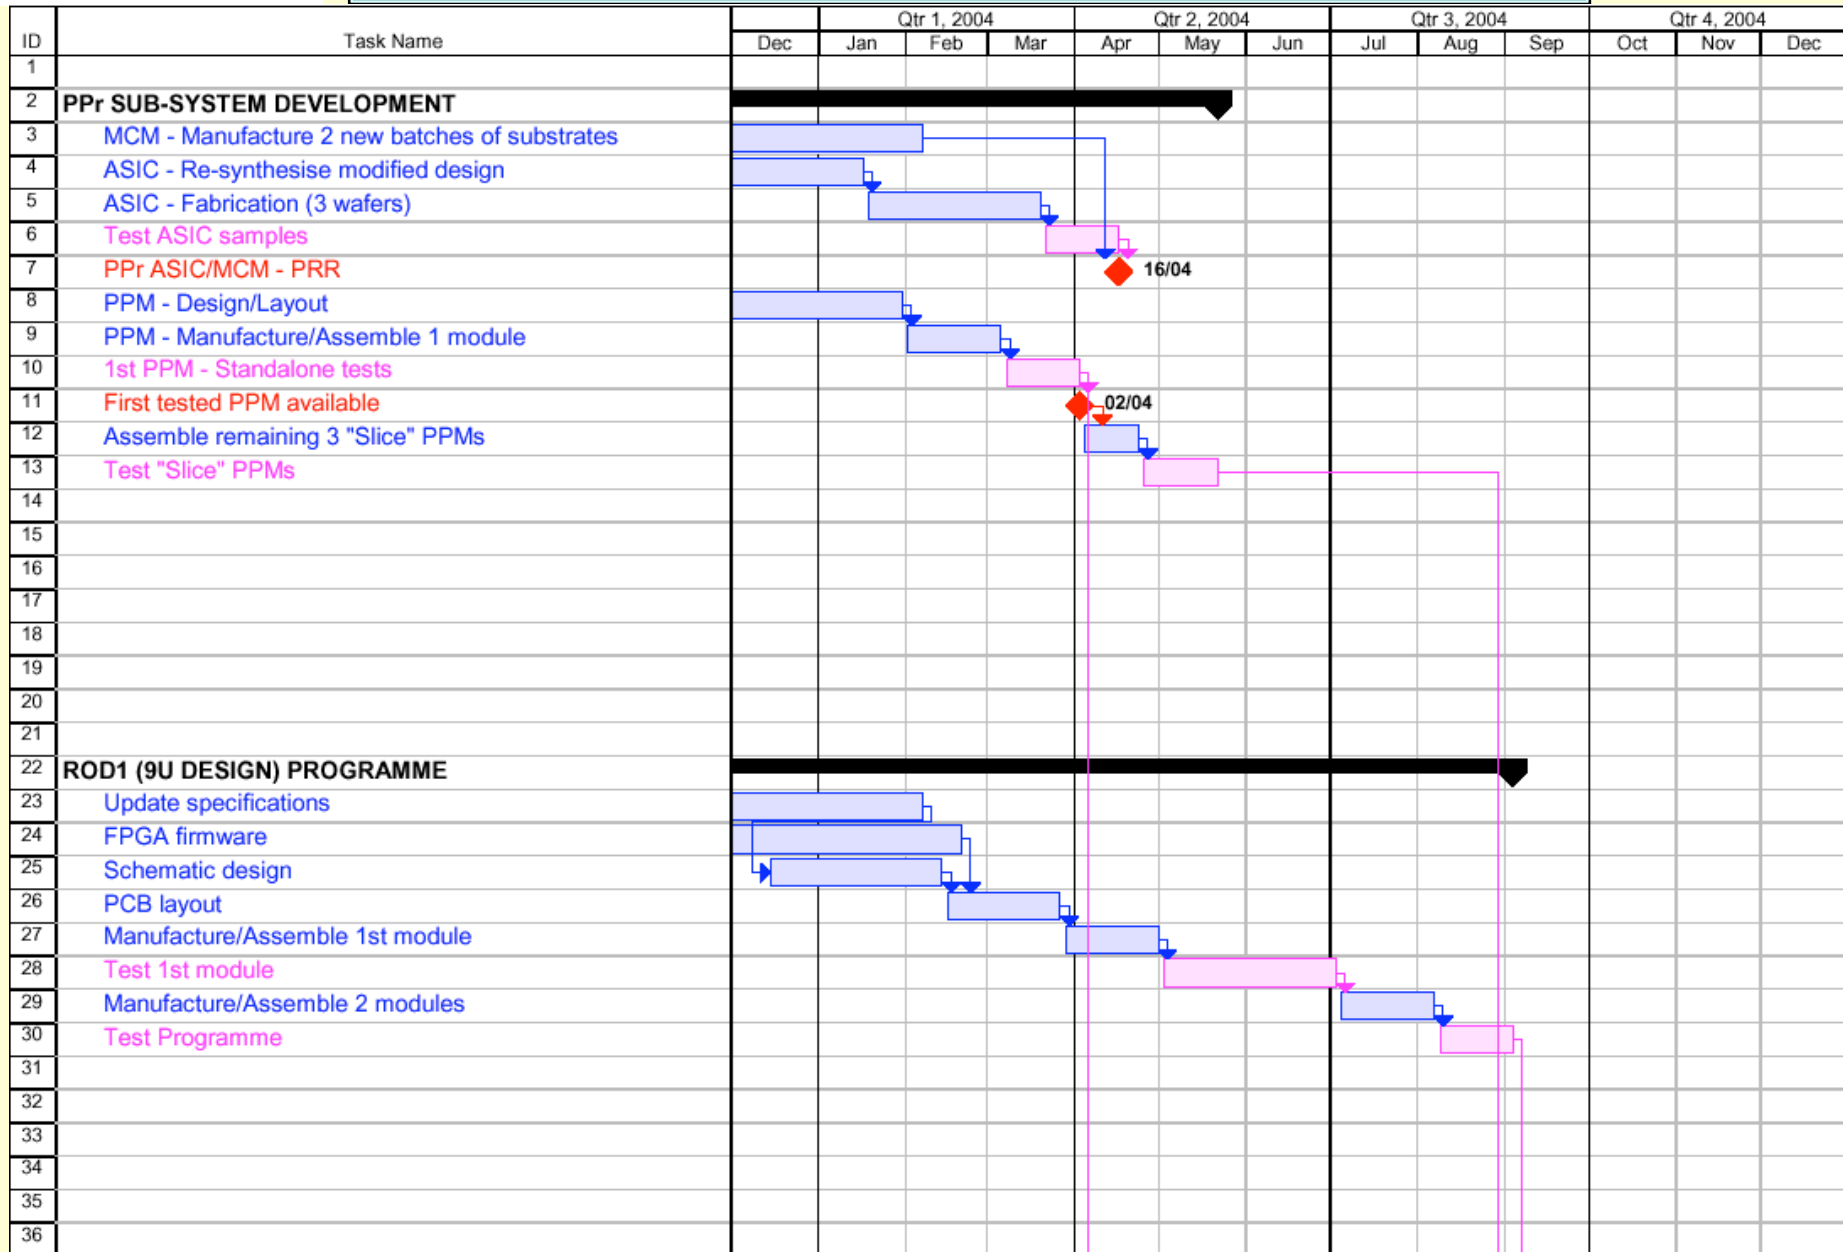 Qtr 1, 2004 Qtr 2, 2004 Qtr 3, 2004 Qtr 4, 2004
ID Task Name Dec Jan Feb Mar Apr May Jun Jul Aug Sep Oct Nov Dec
1
2 PPr SUB-SYSTEM DEVELOPMENT
3 MCM - Manufacture 2 new batches of substrates
4 ASIC - Re-synthesise modified design
5 ASIC - Fabrication (3 wafers)
6 Test ASIC samples
7 PPr ASIC/MCM - PRR 16/04
8 PPM - Design/Layout
9 PPM - Manufacture/Assemble 1 module
10 1st PPM - Standalone tests
11 First tested PPM available 02/04
12 Assemble remaining 3 "Slice" PPMs
13 Test "Slice" PPMs
14
15
16
17
18
19
20
21
22 ROD1 (9U DESIGN) PROGRAMME
23 Update specifications
24 FPGA firmware
25 Schematic design
26 PCB layout
27 Manufacture/Assemble 1st module
28 Test 1st module
29 Manufacture/Assemble 2 modules
30 Test Programme
31
32
33
34
35
36